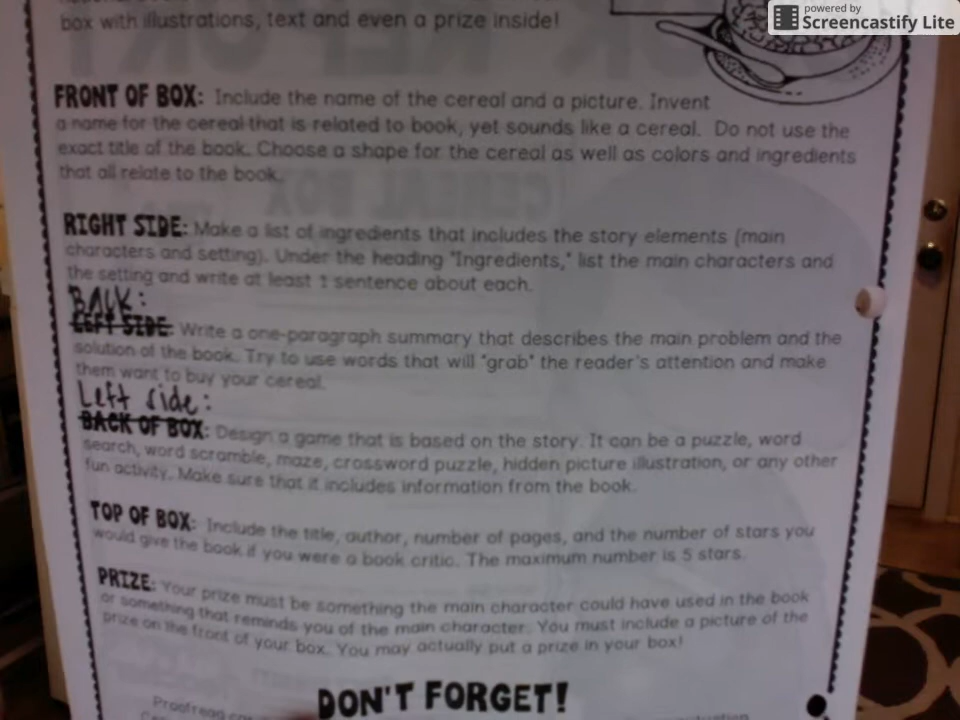 powered by
Screencastify Lite
box with illustrations, text and even a prize inside!
FRONT OF BOX: Include the name of the cereal and a picture. Invent
a name for the cereal that is related to book, yet sounds like a cereal. Do not use the
exact title of the book. Choose a shape for the cereal as well as colors and ingredients
that all relate to the book.
RIGHT SIDE: Make a list of ingredients that includes the story elements (main
characters and setting). Under the heading "Ingredients," list the main characters and
the setting and write at least 1 sentence about each.
BACK:
LEFT SIDE: Write a one-paragraph summary that describes the main problem and the
solution of the book. Try to use words that will "grab" the reader's attention and make
them want to buy your cereal.
Left side:
BACK OF BOX: Design a game that is based on the story. It can be a puzzle, word
search, word scramble, maze, crossword puzzle, hidden picture illustration, or any other
fun activity. Make sure that it includes information from the book.
TOP OF BOX: Include the title, author, number of pages, and the number of stars you
would give the book if you were a book critic. The maximum number is 5 stars.
PRIZE: Your prize must be something the main character could have used in the book
or something that reminds you of the main character. You must include a picture of the
prize on the front of your box. You may actually put a prize in your box!
DON'T FORGET!
Proofread